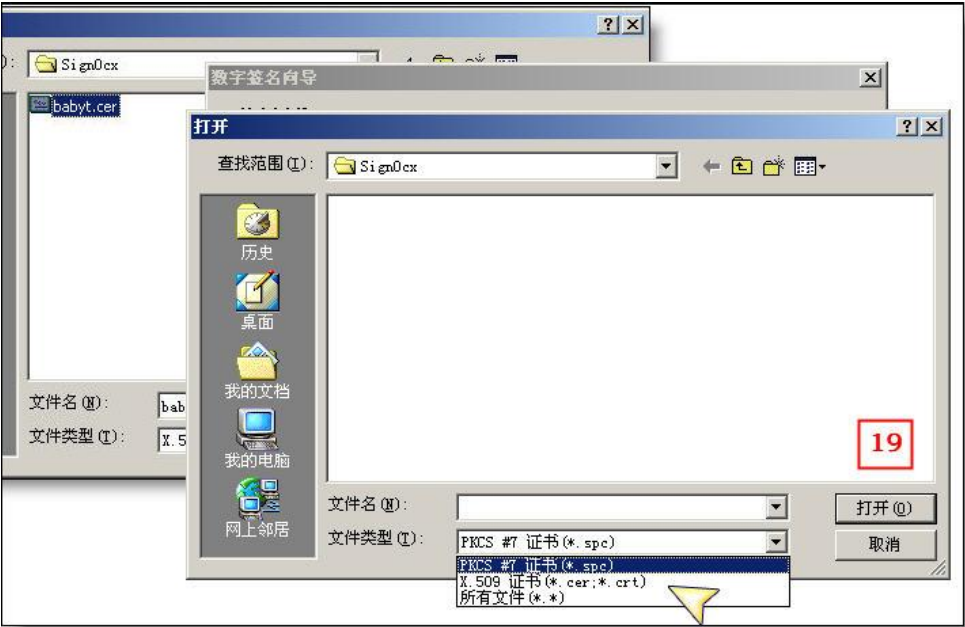 SignOcx
babyt.cer
文件名(N):
bab
文件类型(T):
X.5
数字签名向导
打开
查找范围(I):
SignOcx
历史
桌面
我的文档
我的电脑
网上邻居
19
文件名(N):
打开(O)
文件类型(T):
PKCS #7 证书(*.spc)
取消
PKCS #7 证书(*.spc)
X.509 证书(*.cer;*.crt)
所有文件(*.*)